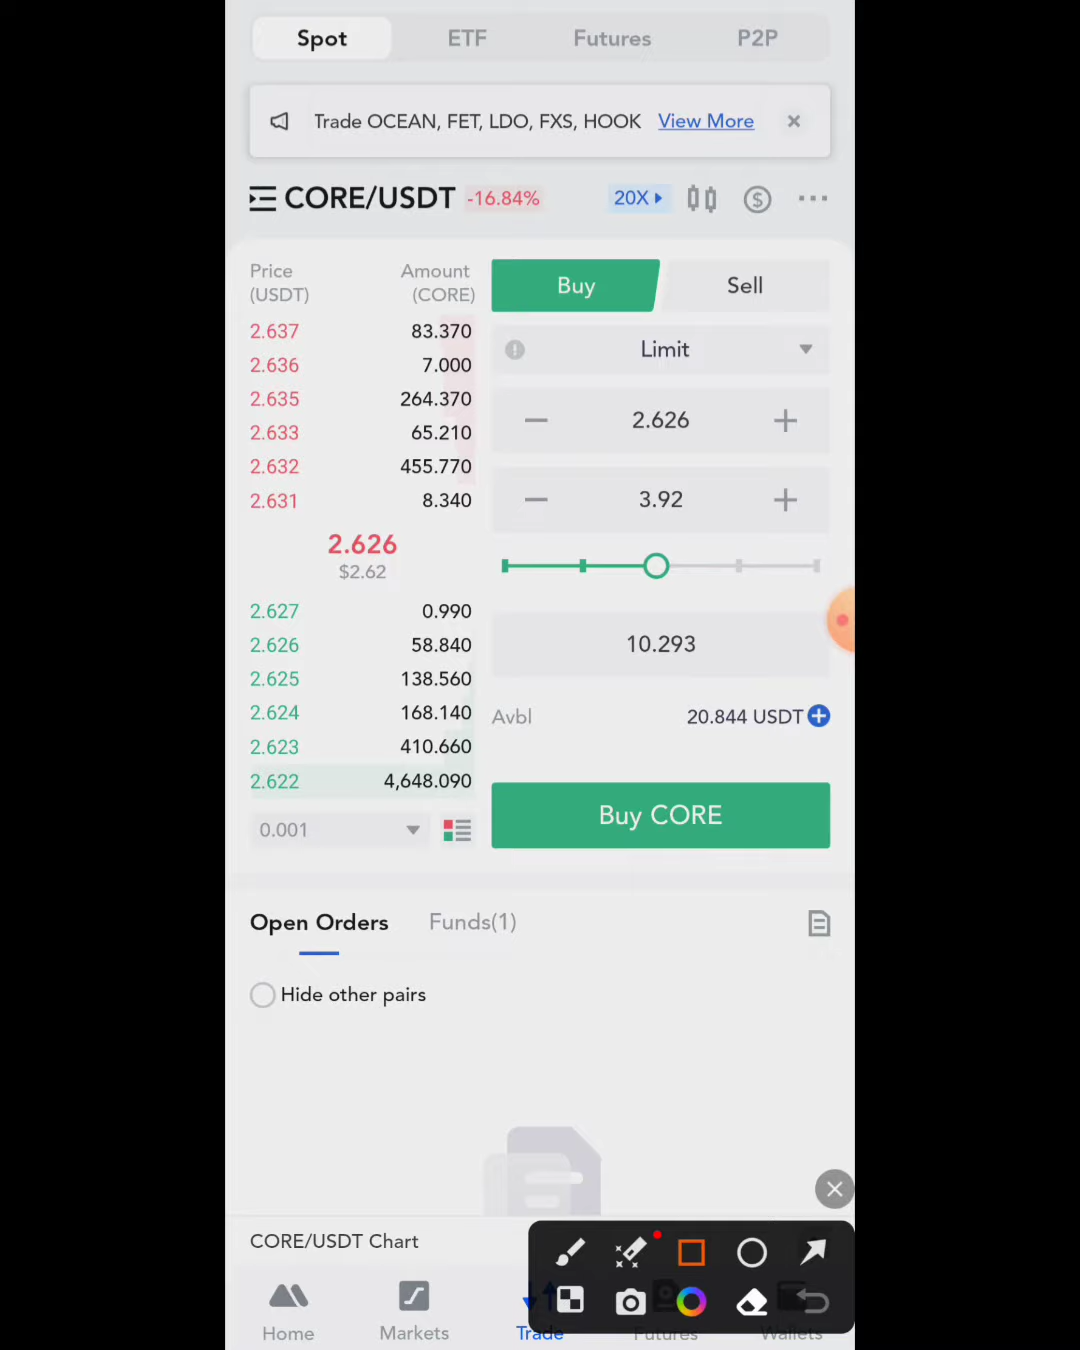 Spot ETF Futures P2P
Trade OCEAN, FET, LDO, FXS, HOOK View More
CORE/USDT -16.84% 20X
Price Amount
(USDT) (CORE)
2.637 83.370
2.636 7.000
2.635 264.370
2.633 65.210
2.632 455.770
2.631 8.340
2.626
$2.62
2.627 0.990
2.626 58.840
2.625 138.560
2.624 168.140
2.623 410.660
2.622 4,648.090
0.001
Buy Sell
Limit
2.626
3.92
10.293
Avbl 20.844 USDT
Buy CORE
Open Orders Funds(1)
Hide other pairs
CORE/USDT Chart
Home Markets Trade Futures Wallets